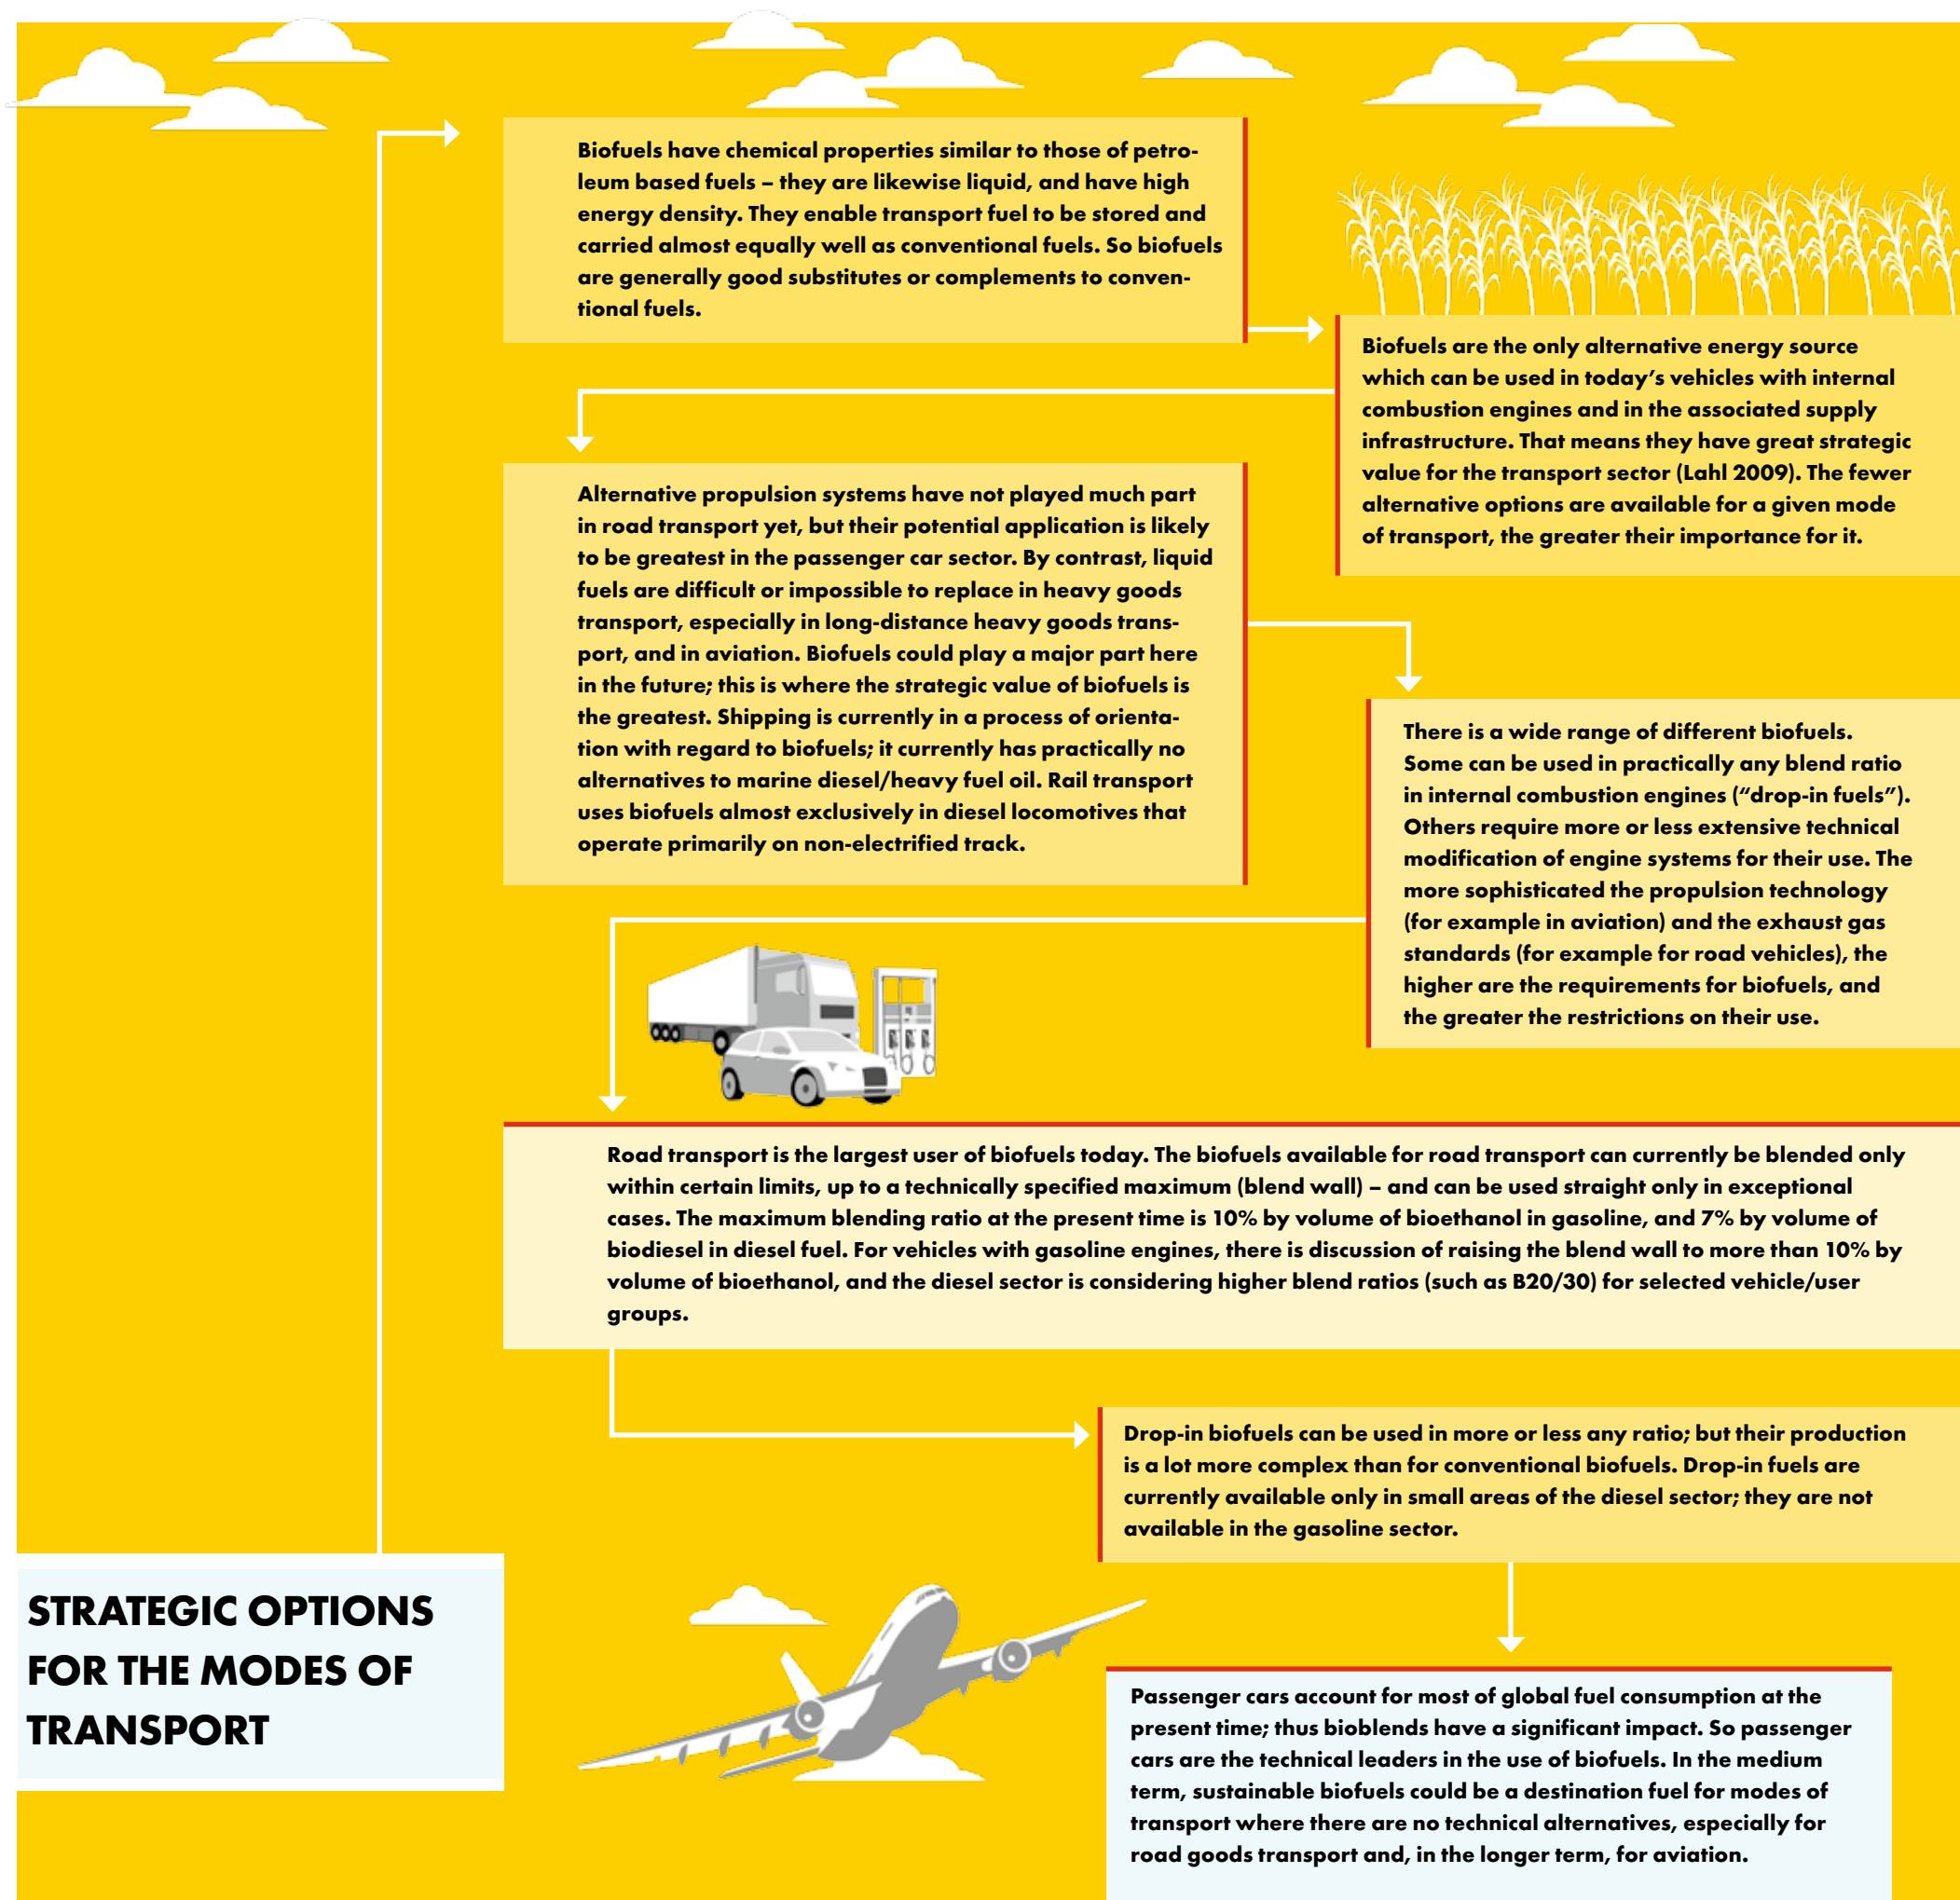 STRATEGIC OPTIONS
FOR THE MODES OF
TRANSPORT
Biofuels have chemical properties similar to those of petro-
leum based fuels – they are likewise liquid, and have high
energy density. They enable transport fuel to be stored and
carried almost equally well as conventional fuels. So biofuels
are generally good substitutes or complements to conven-
tional fuels.
Biofuels are the only alternative energy source
which can be used in today’s vehicles with internal
combustion engines and in the associated supply
infrastructure. That means they have great strategic
value for the transport sector (Lahl 2009). The fewer
alternative options are available for a given mode
of transport, the greater their importance for it.
Alternative propulsion systems have not played much part
in road transport yet, but their potential application is likely
to be greatest in the passenger car sector. By contrast, liquid
fuels are difficult or impossible to replace in heavy goods
transport, especially in long-distance heavy goods trans-
port, and in aviation. Biofuels could play a major part here
in the future; this is where the strategic value of biofuels is
the greatest. Shipping is currently in a process of orienta-
tion with regard to biofuels; it currently has practically no
alternatives to marine diesel/heavy fuel oil. Rail transport
uses biofuels almost exclusively in diesel locomotives that
operate primarily on non-electrified track.
There is a wide range of different biofuels.
Some can be used in practically any blend ratio
in internal combustion engines (“drop-in fuels”).
Others require more or less extensive technical
modification of engine systems for their use. The
more sophisticated the propulsion technology
(for example in aviation) and the exhaust gas
standards (for example for road vehicles), the
higher are the requirements for biofuels, and
the greater the restrictions on their use.
Road transport is the largest user of biofuels today. The biofuels available for road transport can currently be blended only
within certain limits, up to a technically specified maximum (blend wall) – and can be used straight only in exceptional
cases. The maximum blending ratio at the present time is 10% by volume of bioethanol in gasoline, and 7% by volume of
biodiesel in diesel fuel. For vehicles with gasoline engines, there is discussion of raising the blend wall to more than 10% by
volume of bioethanol, and the diesel sector is considering higher blend ratios (such as B20/30) for selected vehicle/user
groups.
Drop-in biofuels can be used in more or less any ratio; but their production
is a lot more complex than for conventional biofuels. Drop-in fuels are
currently available only in small areas of the diesel sector; they are not
available in the gasoline sector.
Passenger cars account for most of global fuel consumption at the
present time; thus bioblends have a significant impact. So passenger
cars are the technical leaders in the use of biofuels. In the medium
term, sustainable biofuels could be a destination fuel for modes of
transport where there are no technical alternatives, especially for
road goods transport and, in the longer term, for aviation.